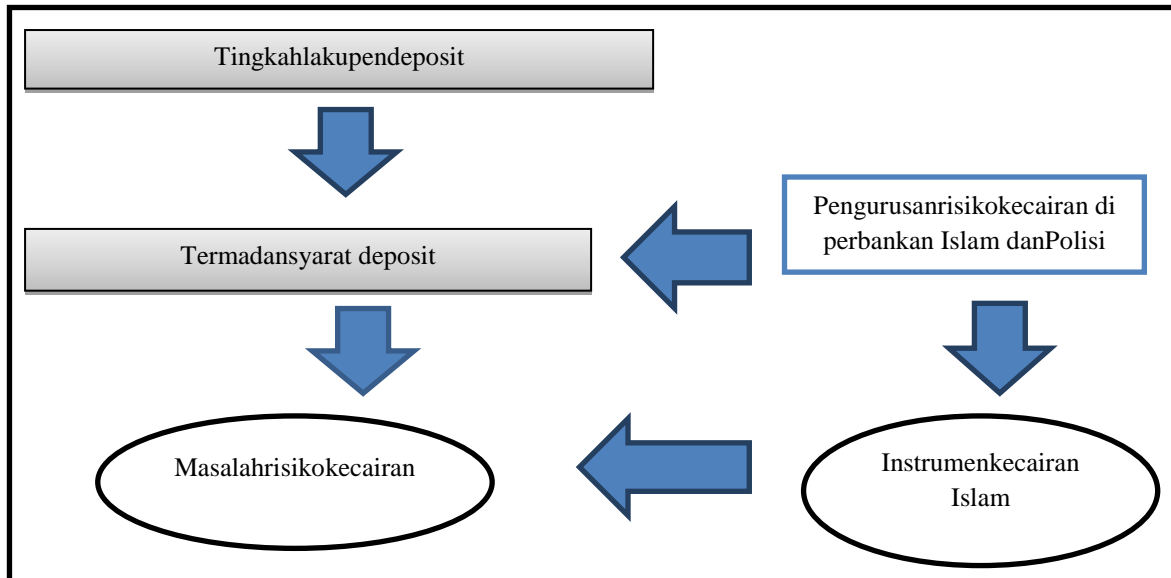 Tingkahlakupendeposit
Pengurusanrisikokecairan di
perbankan Islam danPolisi
Termadansyarat deposit
Masalahrisikokecairan
Instrumenkecairan
Islam